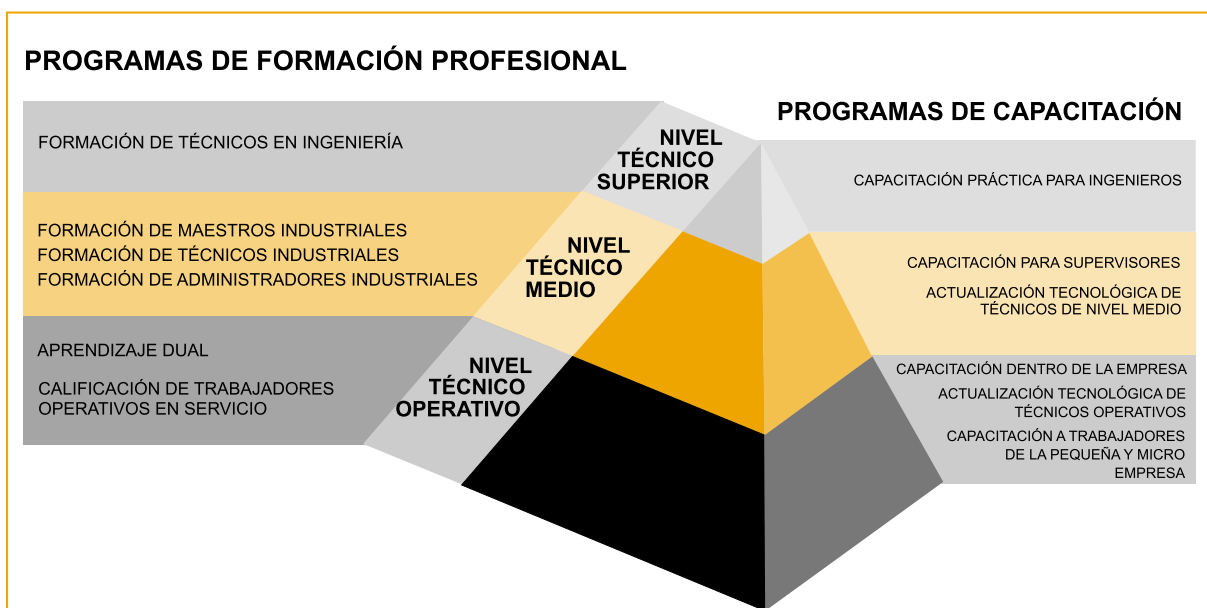 PROGRAMAS DE FORMACIÓN PROFESIONAL
FORMACIÓN DE TÉCNICOS EN INGENIERÍA
FORMACIÓN DE MAESTROS INDUSTRIALES
FORMACIÓN DE TÉCNICOS INDUSTRIALES
FORMACIÓN DE ADMINISTRADORES INDUSTRIALES
APRENDIZAJE DUAL
CALIFICACIÓN DE TRABAJADORES
OPERATIVOS EN SERVICIO
NIVEL
TÉCNICO
SUPERIOR
NIVEL
TÉCNICO
MEDIO
NIVEL
TÉCNICO
OPERATIVO
PROGRAMAS DE CAPACITACIÓN
CAPACITACIÓN PRÁCTICA PARA INGENIEROS
CAPACITACIÓN PARA SUPERVISORES
ACTUALIZACIÓN TECNOLÓGICA DE
TÉCNICOS DE NIVEL MEDIO
CAPACITACIÓN DENTRO DE LA EMPRESA
ACTUALIZACIÓN TECNOLÓGICA DE
TÉCNICOS OPERATIVOS
CAPACITACIÓN A TRABAJADORES
DE LA PEQUEÑA Y MICRO
EMPRESA